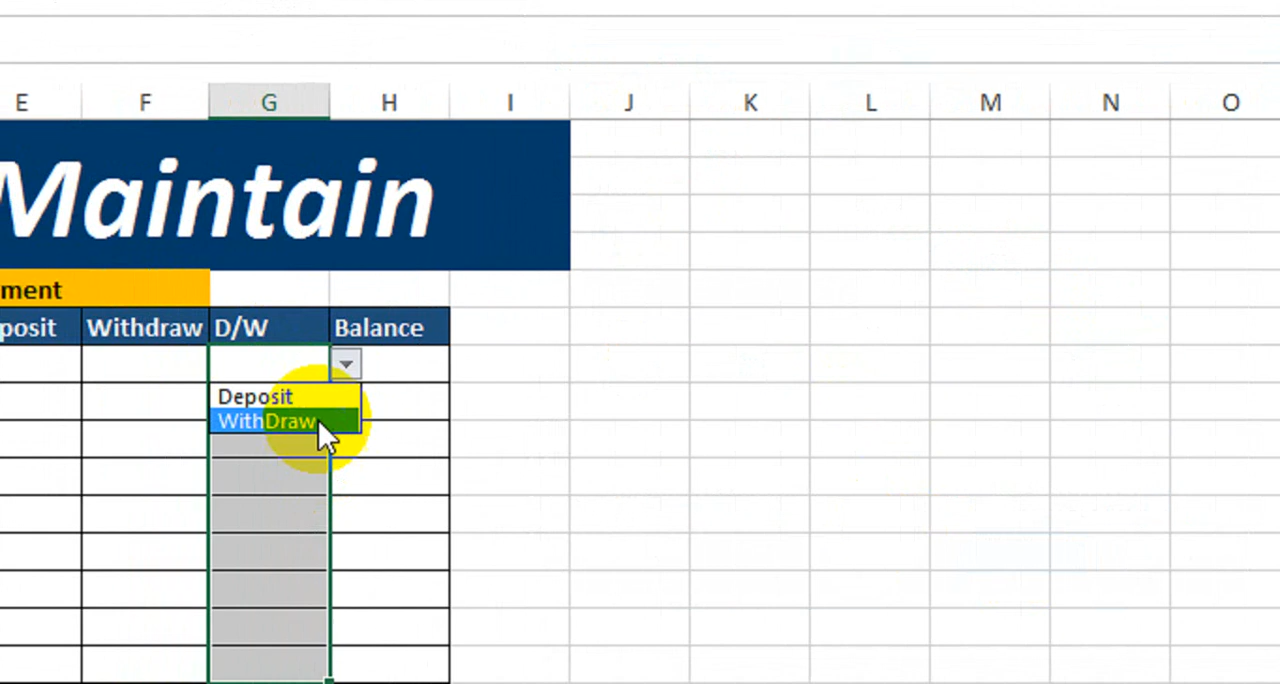 E F G H I J K L M N O
Maintain
ment
posit Withdraw D/W Balance
Deposit
WithDraw